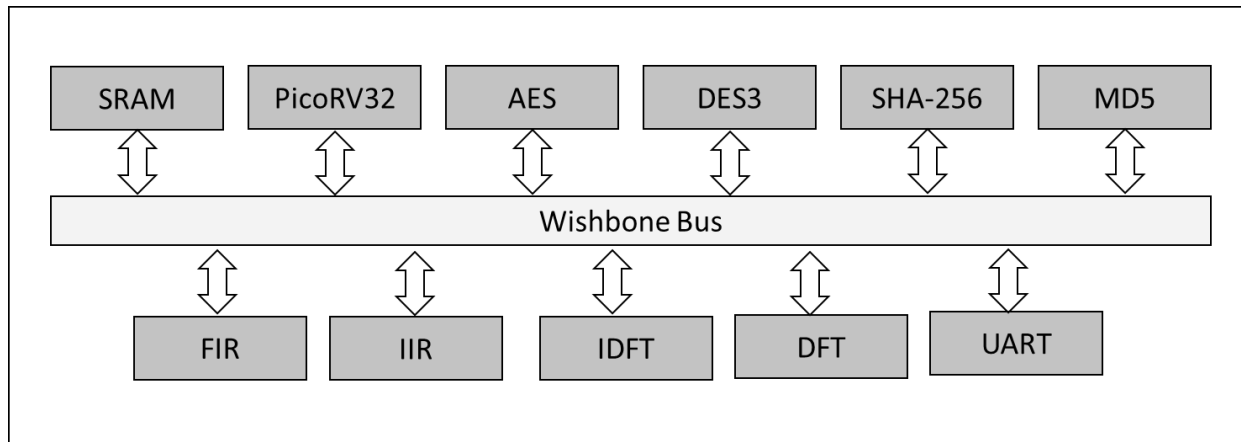 SRAM
PicoRV32
AES
DES3
SHA-256
MD5
Wishbone Bus
FIR
IIR
IDFT
DFT
UART